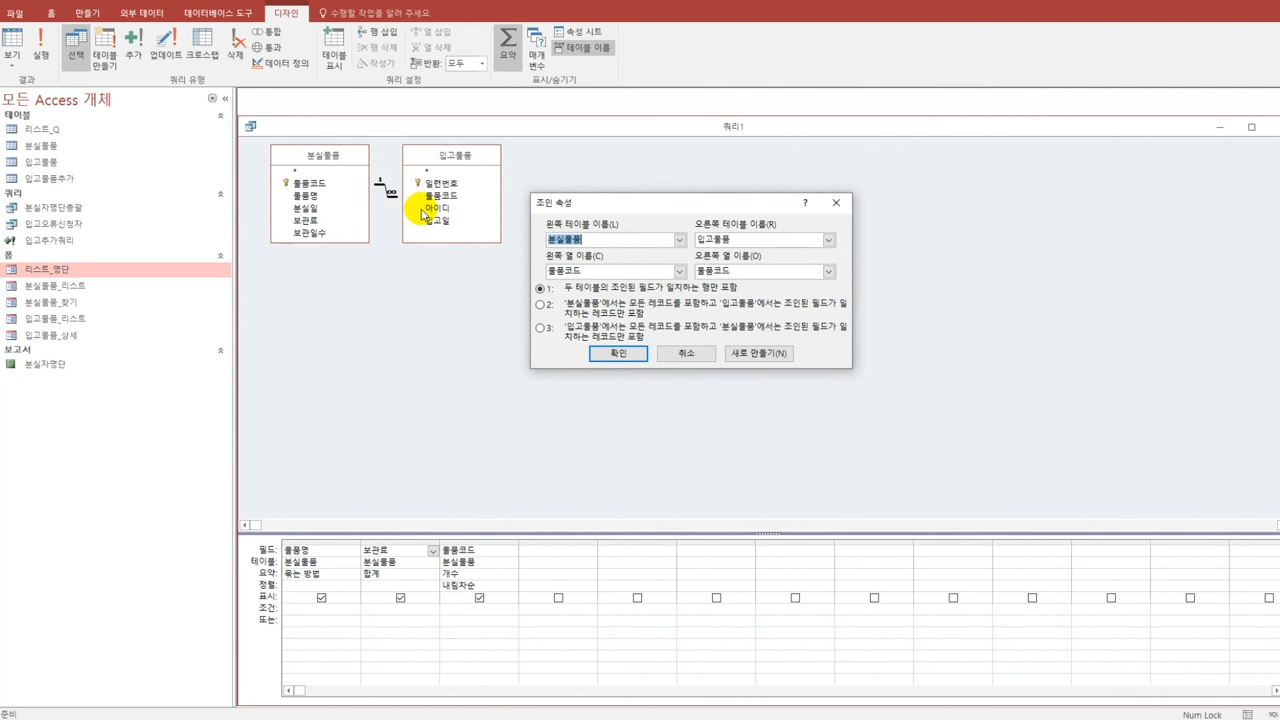 파일 홈 만들기 외부 데이터 데이터베이스 도구 디자인 수행할 작업을 알려 주세요.
보기
실행
선택
테이블
만들기
추가
업데이트
크로스탭
삭제
통합
통과
데이터 정의
테이블
표시
행 삽입
행 삭제
작성기
열 삽입
열 삭제
반환: 모두
요약
매개
변수
속성 시트
테이블 이름
결과
쿼리 유형
쿼리 설정
표시/숨기기
모든 Access 개체
테이블
리스트_Q
분실물품
입고물품
입고물품추가
쿼리
분실자명단총괄
입고오류신청자
입고추가쿼리
폼
리스트_명단
분실물품_리스트
분실물품_찾기
입고물품_리스트
입고물품_상세
보고서
분실자명단
쿼리1
분실물품
*
물품코드
물품명
분실일
보관료
보관일수
1
∞
입고물품
*
일련번호
물품코드
아이디
입고일
조인 속성
?
왼쪽 테이블 이름(L) 오른쪽 테이블 이름(R)
분실물품 입고물품
왼쪽 열 이름(C) 오른쪽 열 이름(O)
물품코드 물품코드
1: 두 테이블의 조인된 필드가 일치하는 행만 포함
2: '분실물품'에서는 모든 레코드를 포함하고 '입고물품'에서는 조인된 필드가 일
치하는 레코드만 포함
3: '입고물품'에서는 모든 레코드를 포함하고 '분실물품'에서는 조인된 필드가 일
치하는 레코드만 포함
확인 취소 새로 만들기(N)
필드: 물품명 보관료 물품코드
테이블: 분실물품 분실물품 분실물품
요약: 묶는 방법 합계 개수
정렬: 내림차순
표시:
조건:
또는:
준비 Num Lock SQL